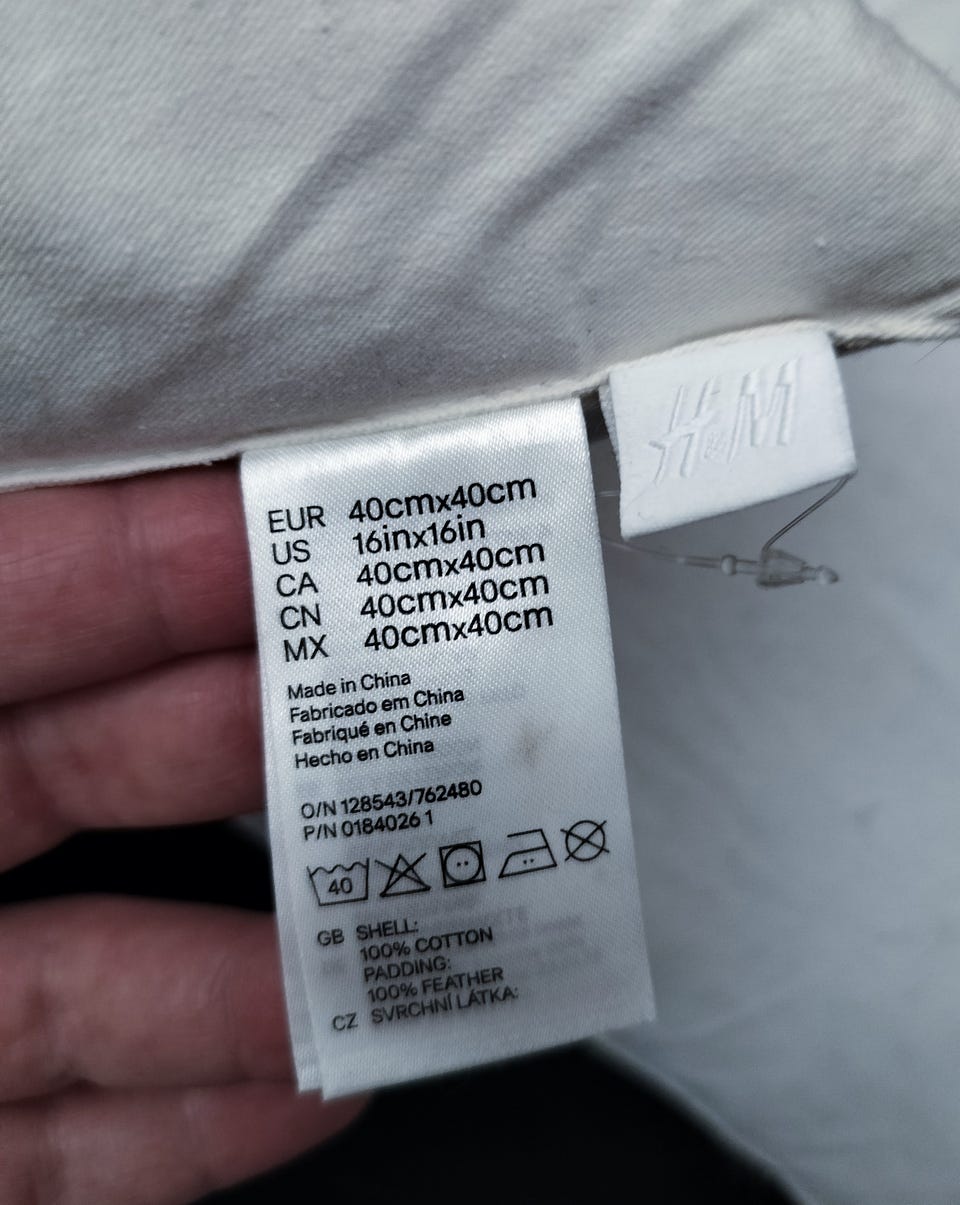 H&M
EUR 40cmx40cm
US 16inx16in
CA 40cmx40cm
CN 40cmx40cm
MX 40cmx40cm
Made in China
Fabricado em China
Fabriqué en Chine
Hecho en China
O/N 128543/762480
P/N 0184026 1
40
GB SHELL:
100% COTTON
PADDING:
100% FEATHER
CZ SVRCHNÍ LÁTKA: